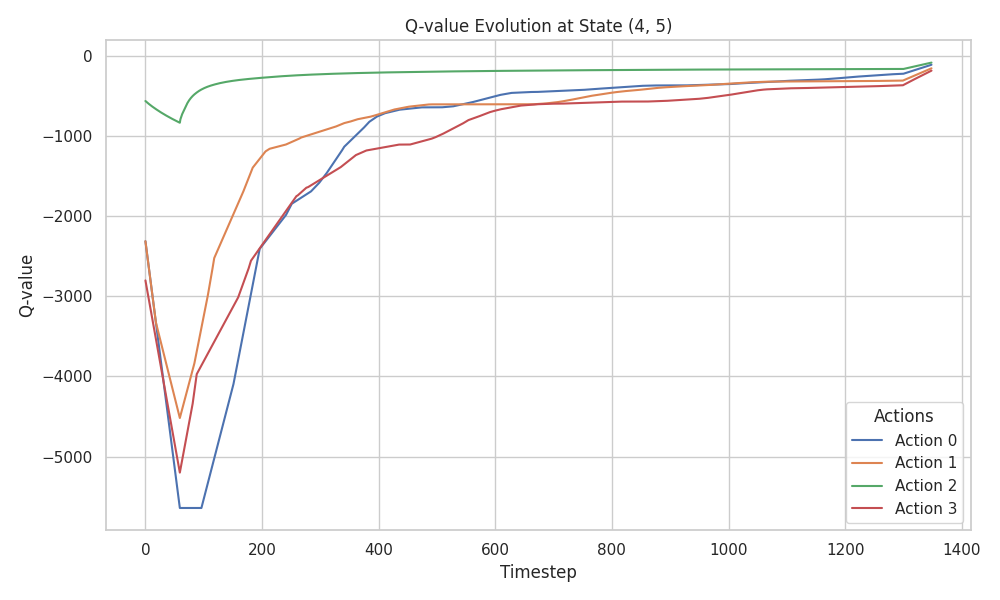 Q-value Evolution at State (4, 5)
0
−1000
−2000
−3000
−4000
−5000
Q-value
0
200
400
600
800
1000
1200
1400
Timestep
Actions
Action 0
Action 1
Action 2
Action 3